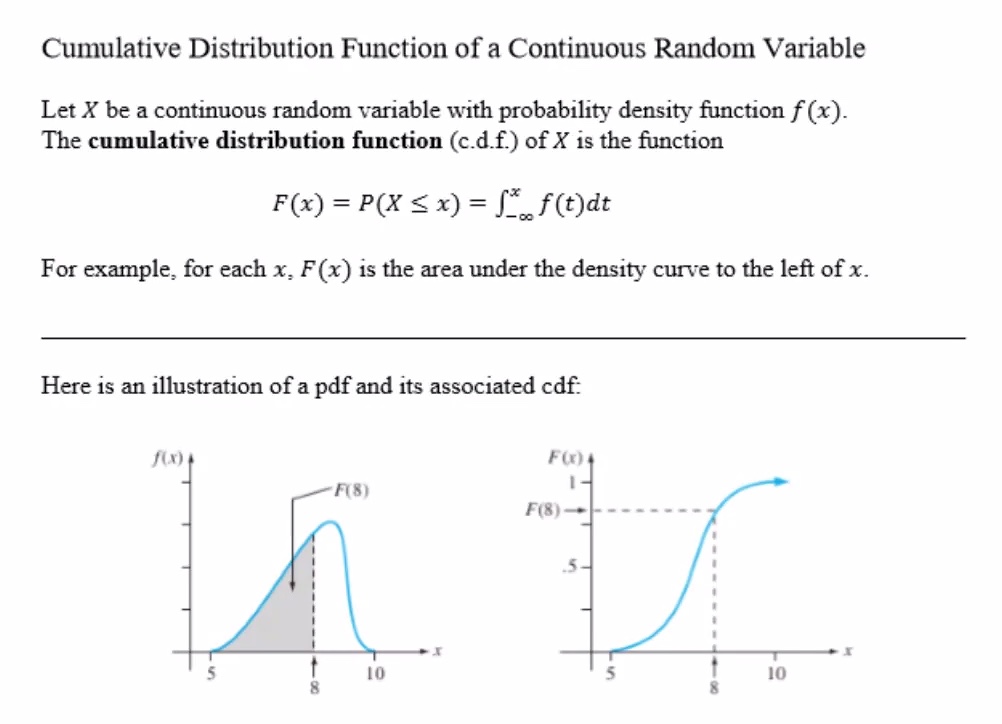 Cumulative Distribution Function of a Continuous Random Variable
Let X be a continuous random variable with probability density function f(x).
The cumulative distribution function (c.d.f.) of X is the function
F(x) = P(X ≤ x) = ∫_{-∞}^{x} f(t)dt
For example, for each x, F(x) is the area under the density curve to the left of x.
Here is an illustration of a pdf and its associated cdf:
f(x)
F(8)
5
8
10
x
F(x)
1
F(8)
.5
5
8
10
x